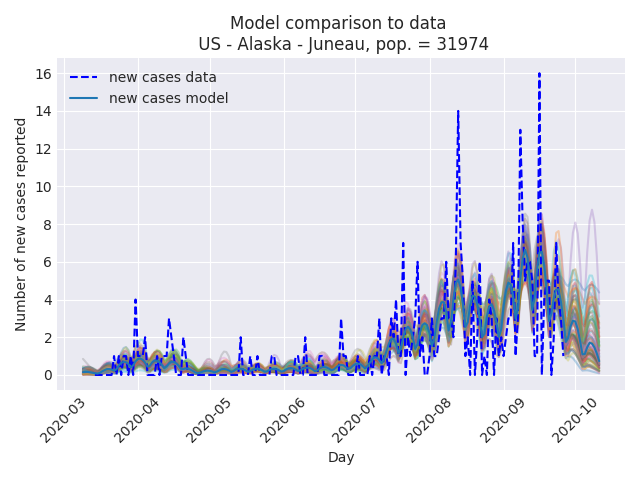 Model comparison to data
US - Alaska - Juneau, pop. = 31974
new cases data
new cases model
Number of new cases reported
16
14
12
10
8
6
4
2
0
2020-03
2020-04
2020-05
2020-06
2020-07
2020-08
2020-09
2020-10
Day